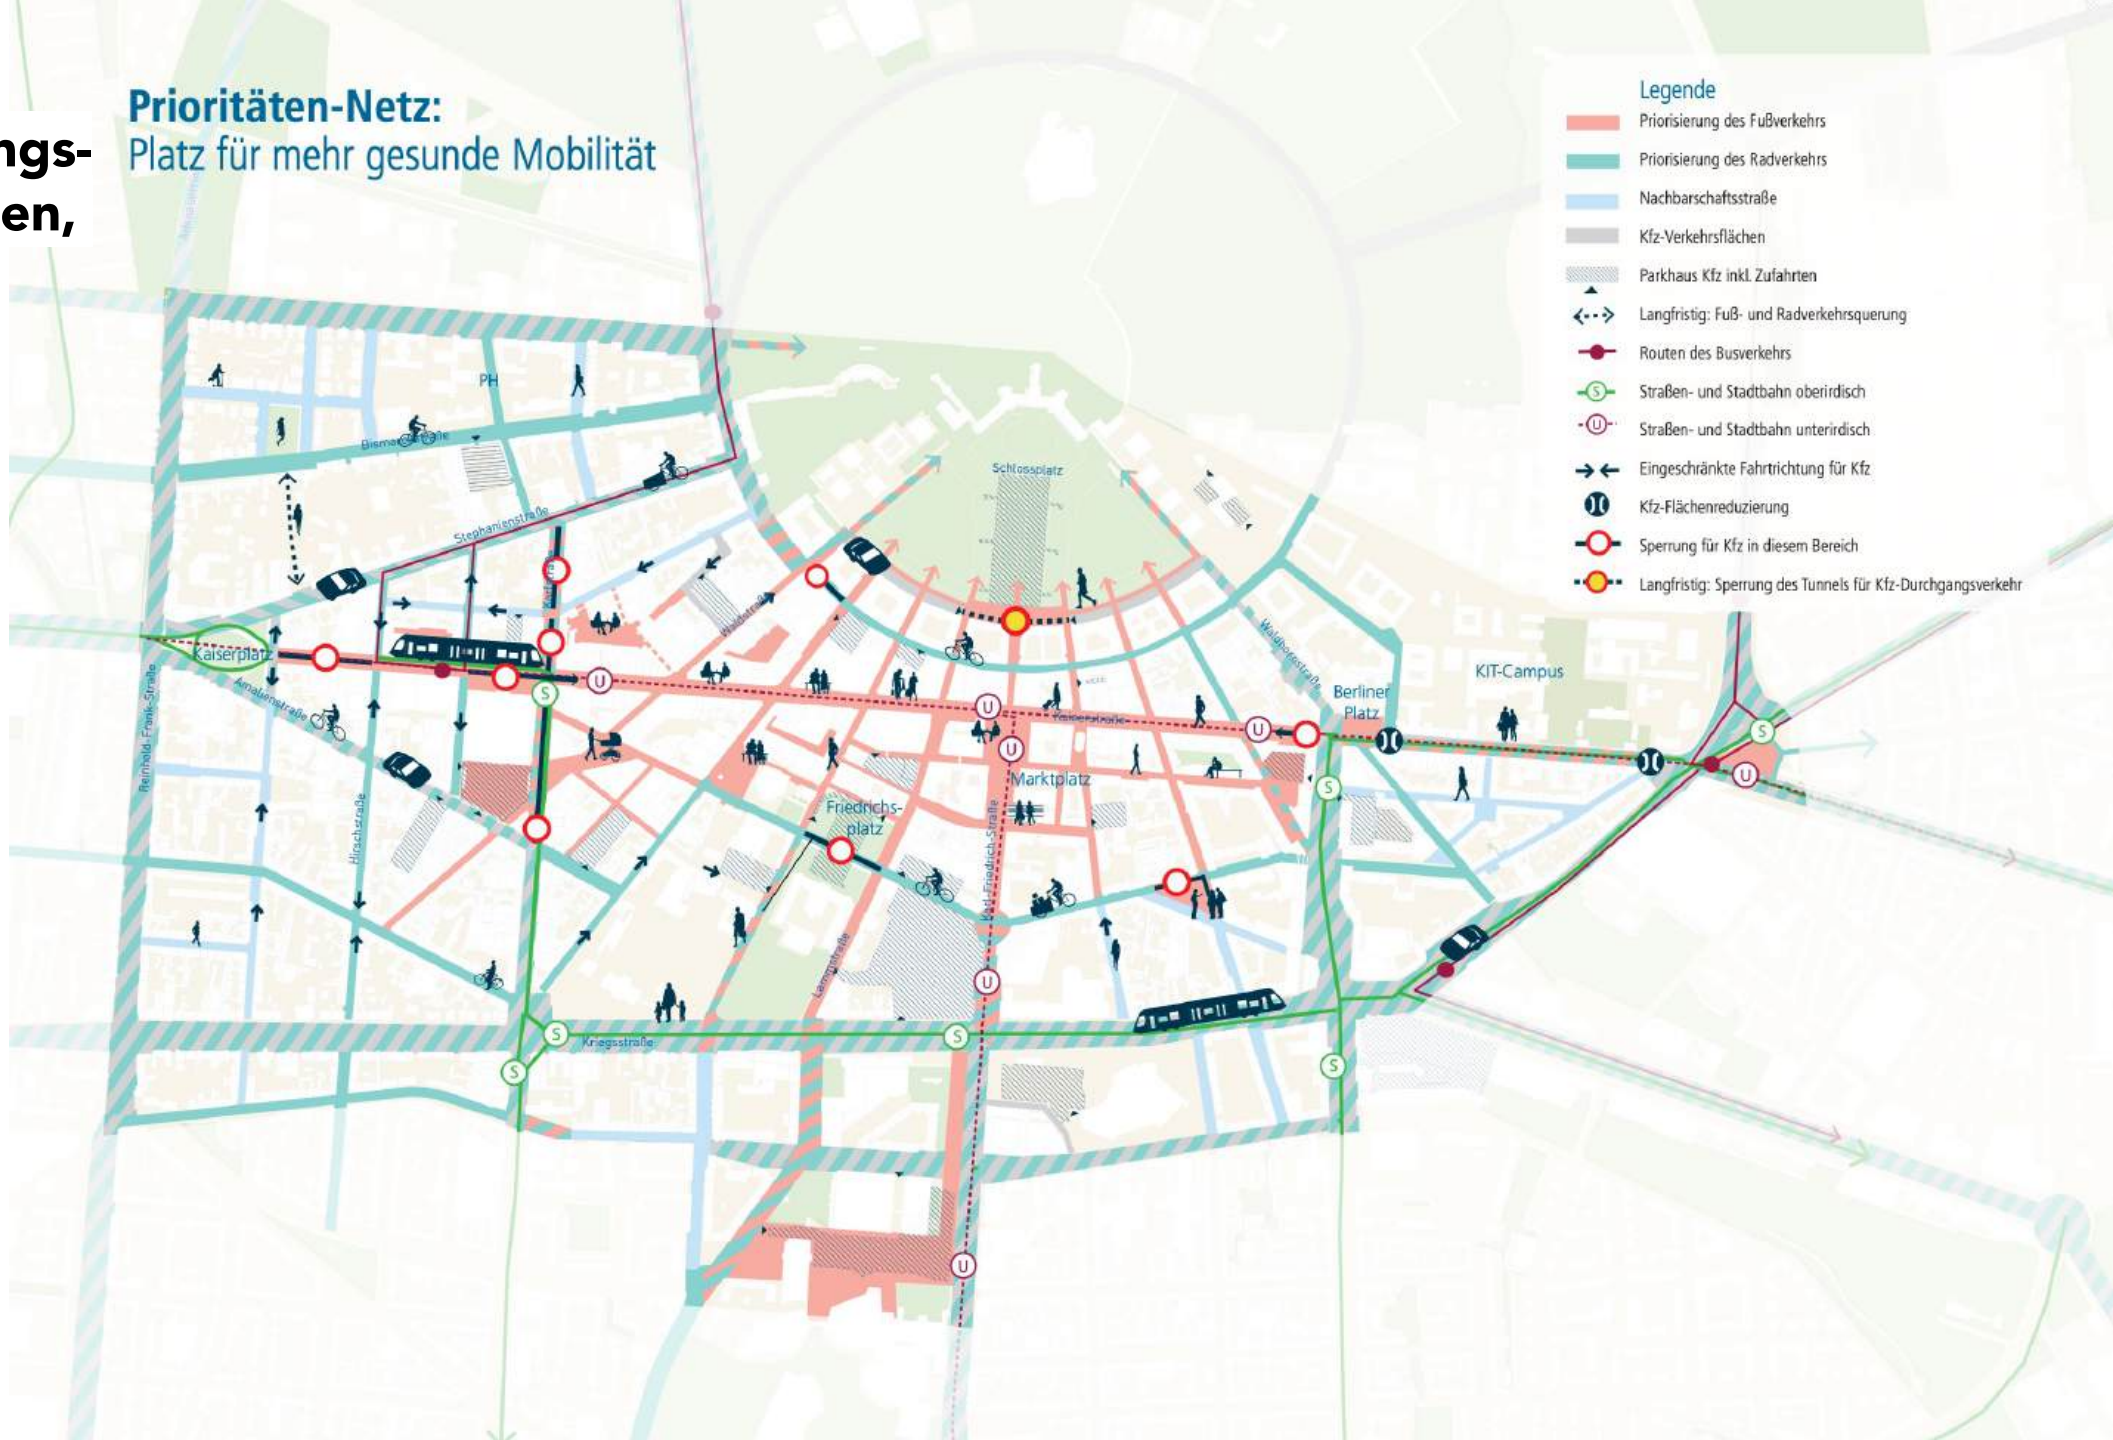 ngs-
en,
Prioritäten-Netz:
Platz für mehr gesunde Mobilität
Legende
Priorisierung des Fußverkehrs
Priorisierung des Radverkehrs
Nachbarschaftsstraße
Kfz-Verkehrsflächen
Parkhaus Kfz inkl. Zufahrten
Langfristig: Fuß- und Radverkehrsquerung
Routen des Busverkehrs
S
Straßen- und Stadtbahn oberirdisch
U
Straßen- und Stadtbahn unterirdisch
Eingeschränkte Fahrtrichtung für Kfz
Kfz-Flächenreduzierung
Sperrung für Kfz in diesem Bereich
Langfristig: Sperrung des Tunnels für Kfz-Durchgangsverkehr
PH
Schlossplatz
Stephanienstraße
Waldstraße
Waldhornstraße
Kaiserplatz
Amalienstraße
Reinhold-Frank-Straße
Hirschstraße
Kaiserstraße
Berliner
Platz
KIT-Campus
Marktplatz
Friedrichs-
platz
Karl-Friedrich-Straße
Lammstraße
Kriegsstraße
S
U
U
U
U
S
S
U
S
U
S
S
S
S
U